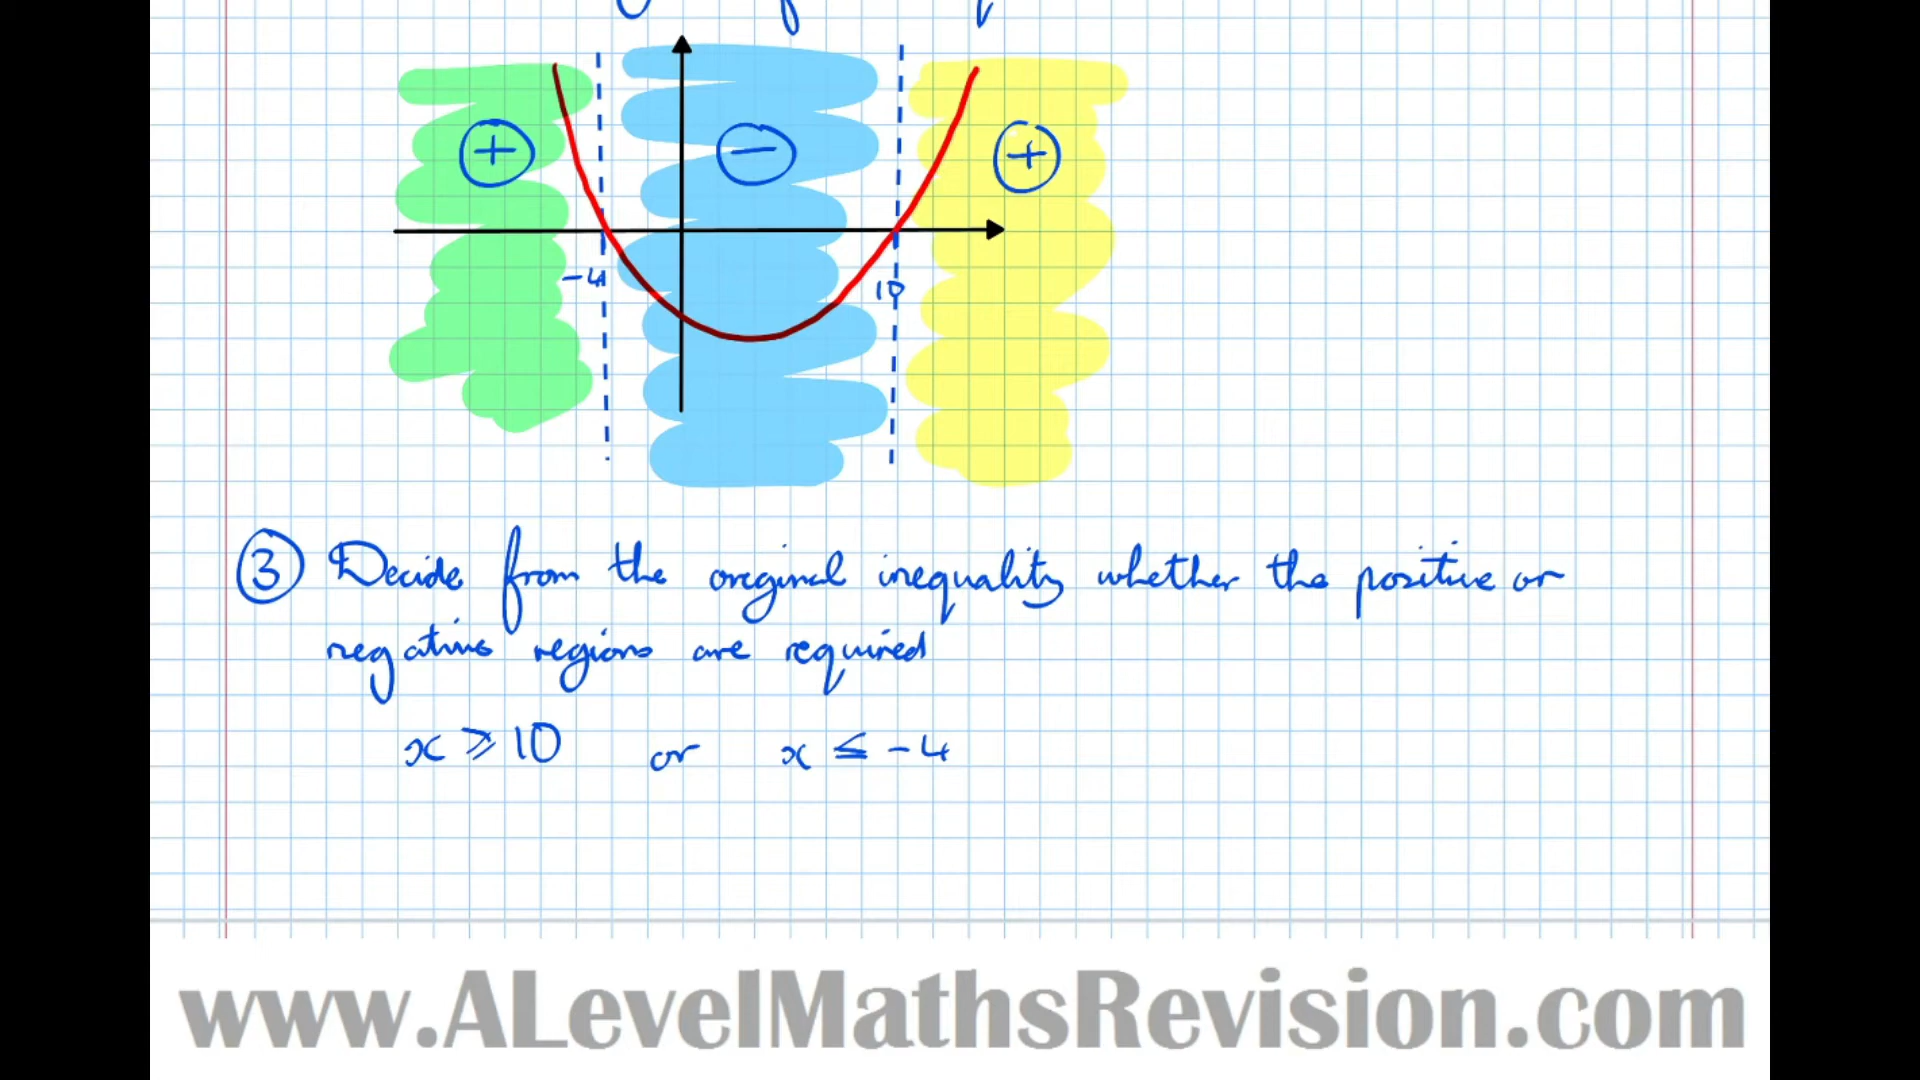 + − +
−4 10
③ Decide from the original inequality whether the positive or
negative regions are required
x ⩾ 10 or x ≤ −4
www.ALevelMathsRevision.com